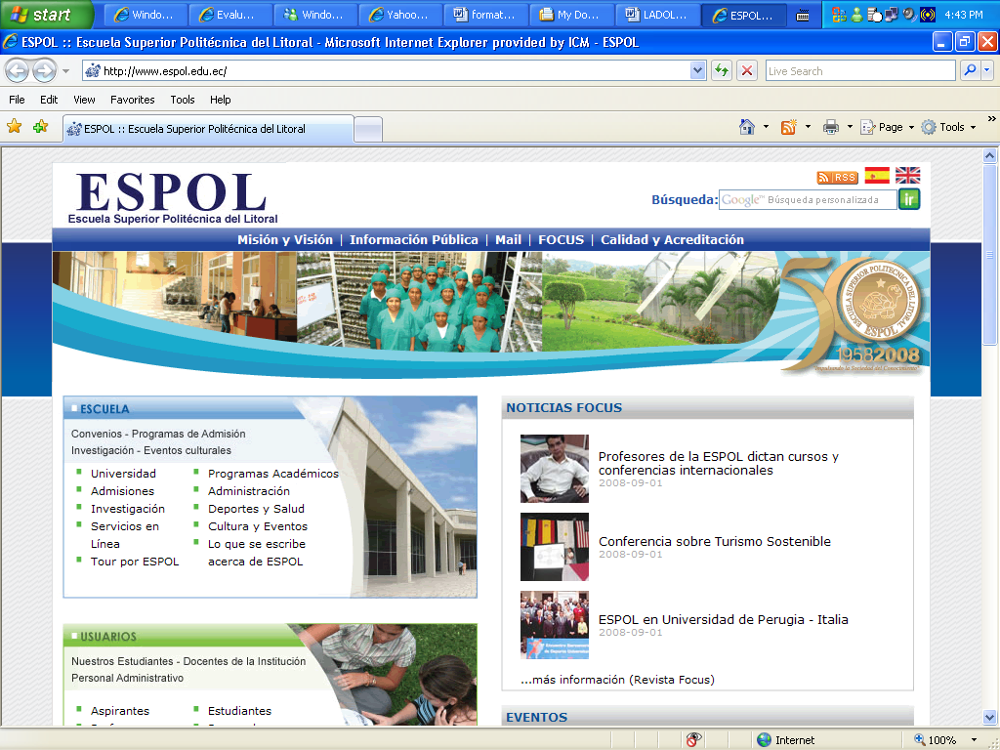 start
Windo...
Evalu...
Windo...
Yahoo...
format...
My Do...
LADOL...
ESPOL...
4:43 PM
ESPOL :: Escuela Superior Politécnica del Litoral - Microsoft Internet Explorer provided by ICM - ESPOL
http://www.espol.edu.ec/
Live Search
File Edit View Favorites Tools Help
ESPOL :: Escuela Superior Politécnica del Litoral
Page Tools
RSS
ESPOL
Escuela Superior Politécnica del Litoral
Búsqueda: Google™ Búsqueda personalizada ir
Misión y Visión | Información Pública | Mail | FOCUS | Calidad y Acreditación
50
ESCUELA SUPERIOR POLITECNICA DEL LITORAL
ESPOL
1958 2008
"Impulsando la Sociedad del Conocimiento"
ESCUELA
Convenios - Programas de Admisión
Investigación - Eventos culturales
Universidad
Admisiones
Investigación
Servicios en
Línea
Tour por ESPOL
Programas Académicos
Administración
Deportes y Salud
Cultura y Eventos
Lo que se escribe
acerca de ESPOL
NOTICIAS FOCUS
Profesores de la ESPOL dictan cursos y
conferencias internacionales
2008-09-01
Conferencia sobre Turismo Sostenible
2008-09-01
ESPOL en Universidad de Perugia - Italia
2008-09-01
...más información (Revista Focus)
USUARIOS
Nuestros Estudiantes - Docentes de la Institución
Personal Administrativo
Aspirantes
Estudiantes
EVENTOS
Internet
100%